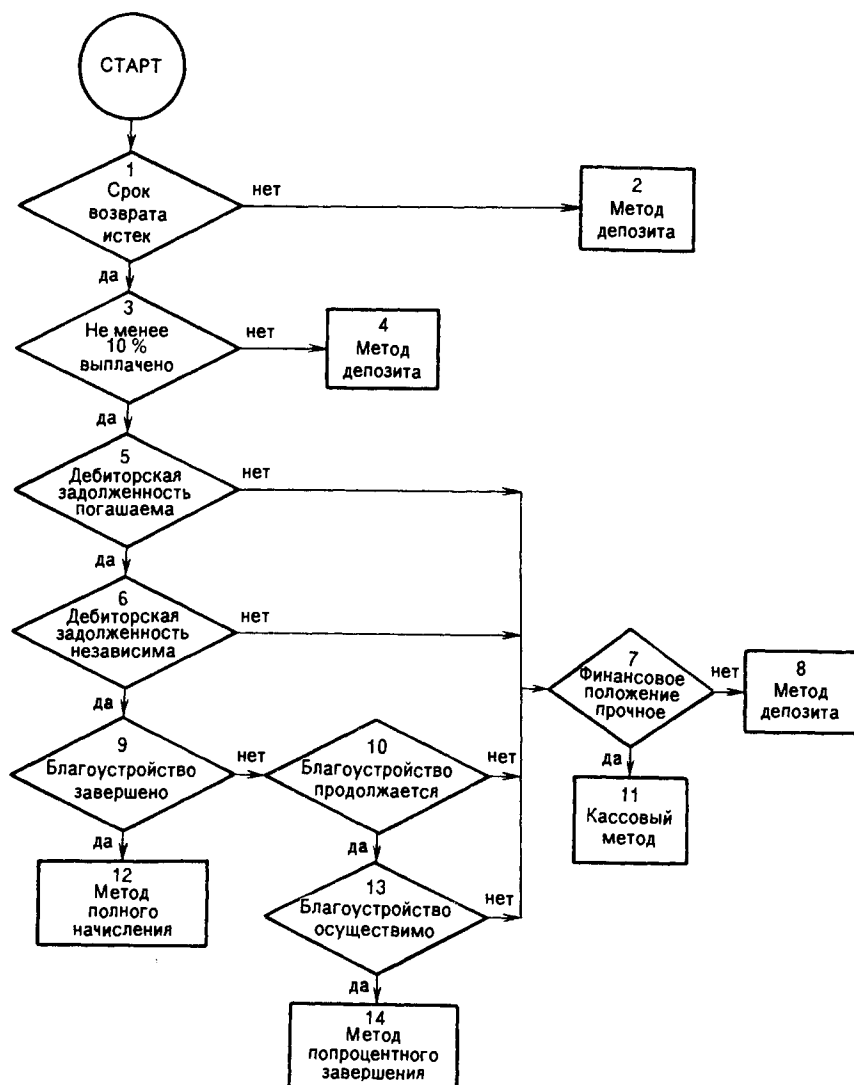 СТАРТ
1
Срок
возврата
истек
нет
2
Метод
депозита
да
3
Не менее
10 %
выплачено
нет
4
Метод
депозита
да
5
Дебиторская
задолженность
погашаема
нет
да
6
Дебиторская
задолженность
независима
нет
7
Финансовое
положение
прочное
нет
8
Метод
депозита
да
9
Благоустройство
завершено
нет
10
Благоустройство
продолжается
нет
да
11
Кассовый
метод
да
12
Метод
полного
начисления
да
13
Благоустройство
осуществимо
нет
да
14
Метод
попроцентного
завершения